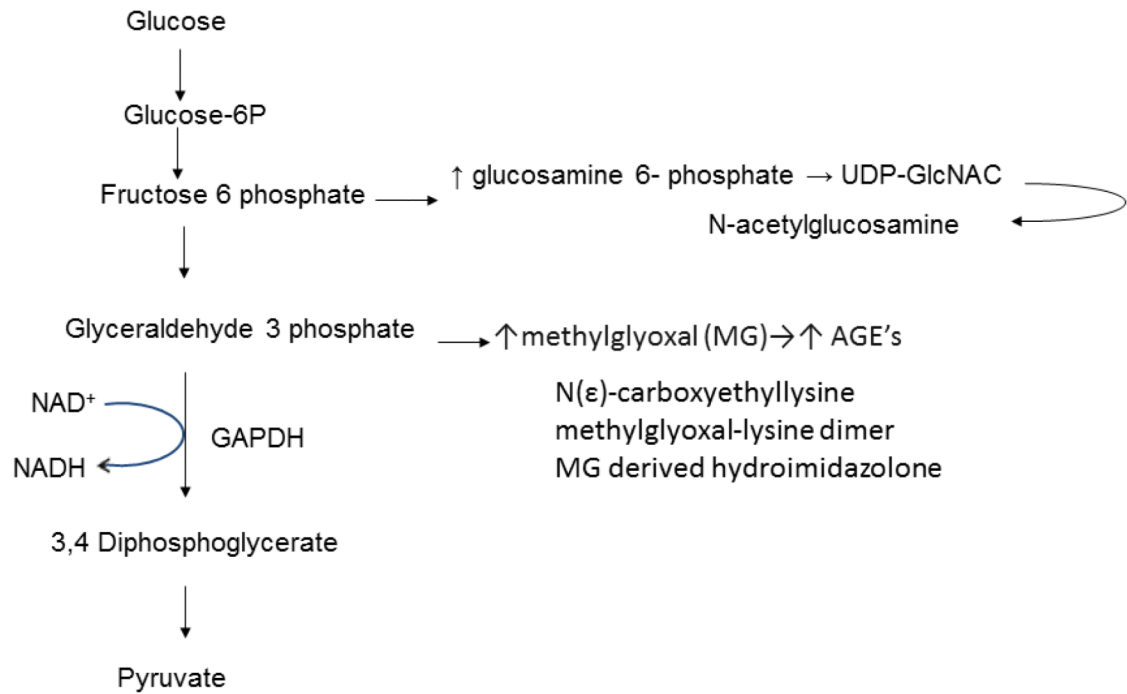 Glucose
Glucose-6P
Fructose 6 phosphate
↑ glucosamine 6- phosphate → UDP-GlcNAC
N-acetylglucosamine
Glyceraldehyde 3 phosphate
↑methylglyoxal (MG)→↑ AGE's
N(ε)-carboxyethyllysine
methylglyoxal-lysine dimer
MG derived hydroimidazolone
NAD⁺
GAPDH
NADH
3,4 Diphosphoglycerate
Pyruvate